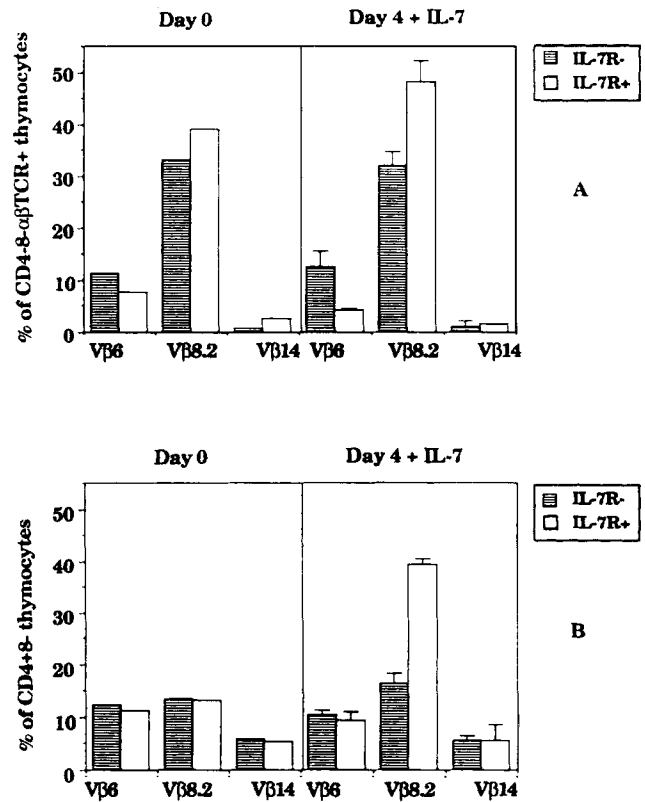 Day 0
Day 4 + IL-7
IL-7R-
IL-7R+
% of CD4-8-αβTCR+ thymocytes
50
40
30
20
10
0
Vβ6
Vβ8.2
Vβ14
Vβ6
Vβ8.2
Vβ14
A
Day 0
Day 4 + IL-7
IL-7R-
IL-7R+
% of CD4+8- thymocytes
50
40
30
20
10
0
Vβ6
Vβ8.2
Vβ14
Vβ6
Vβ8.2
Vβ14
B